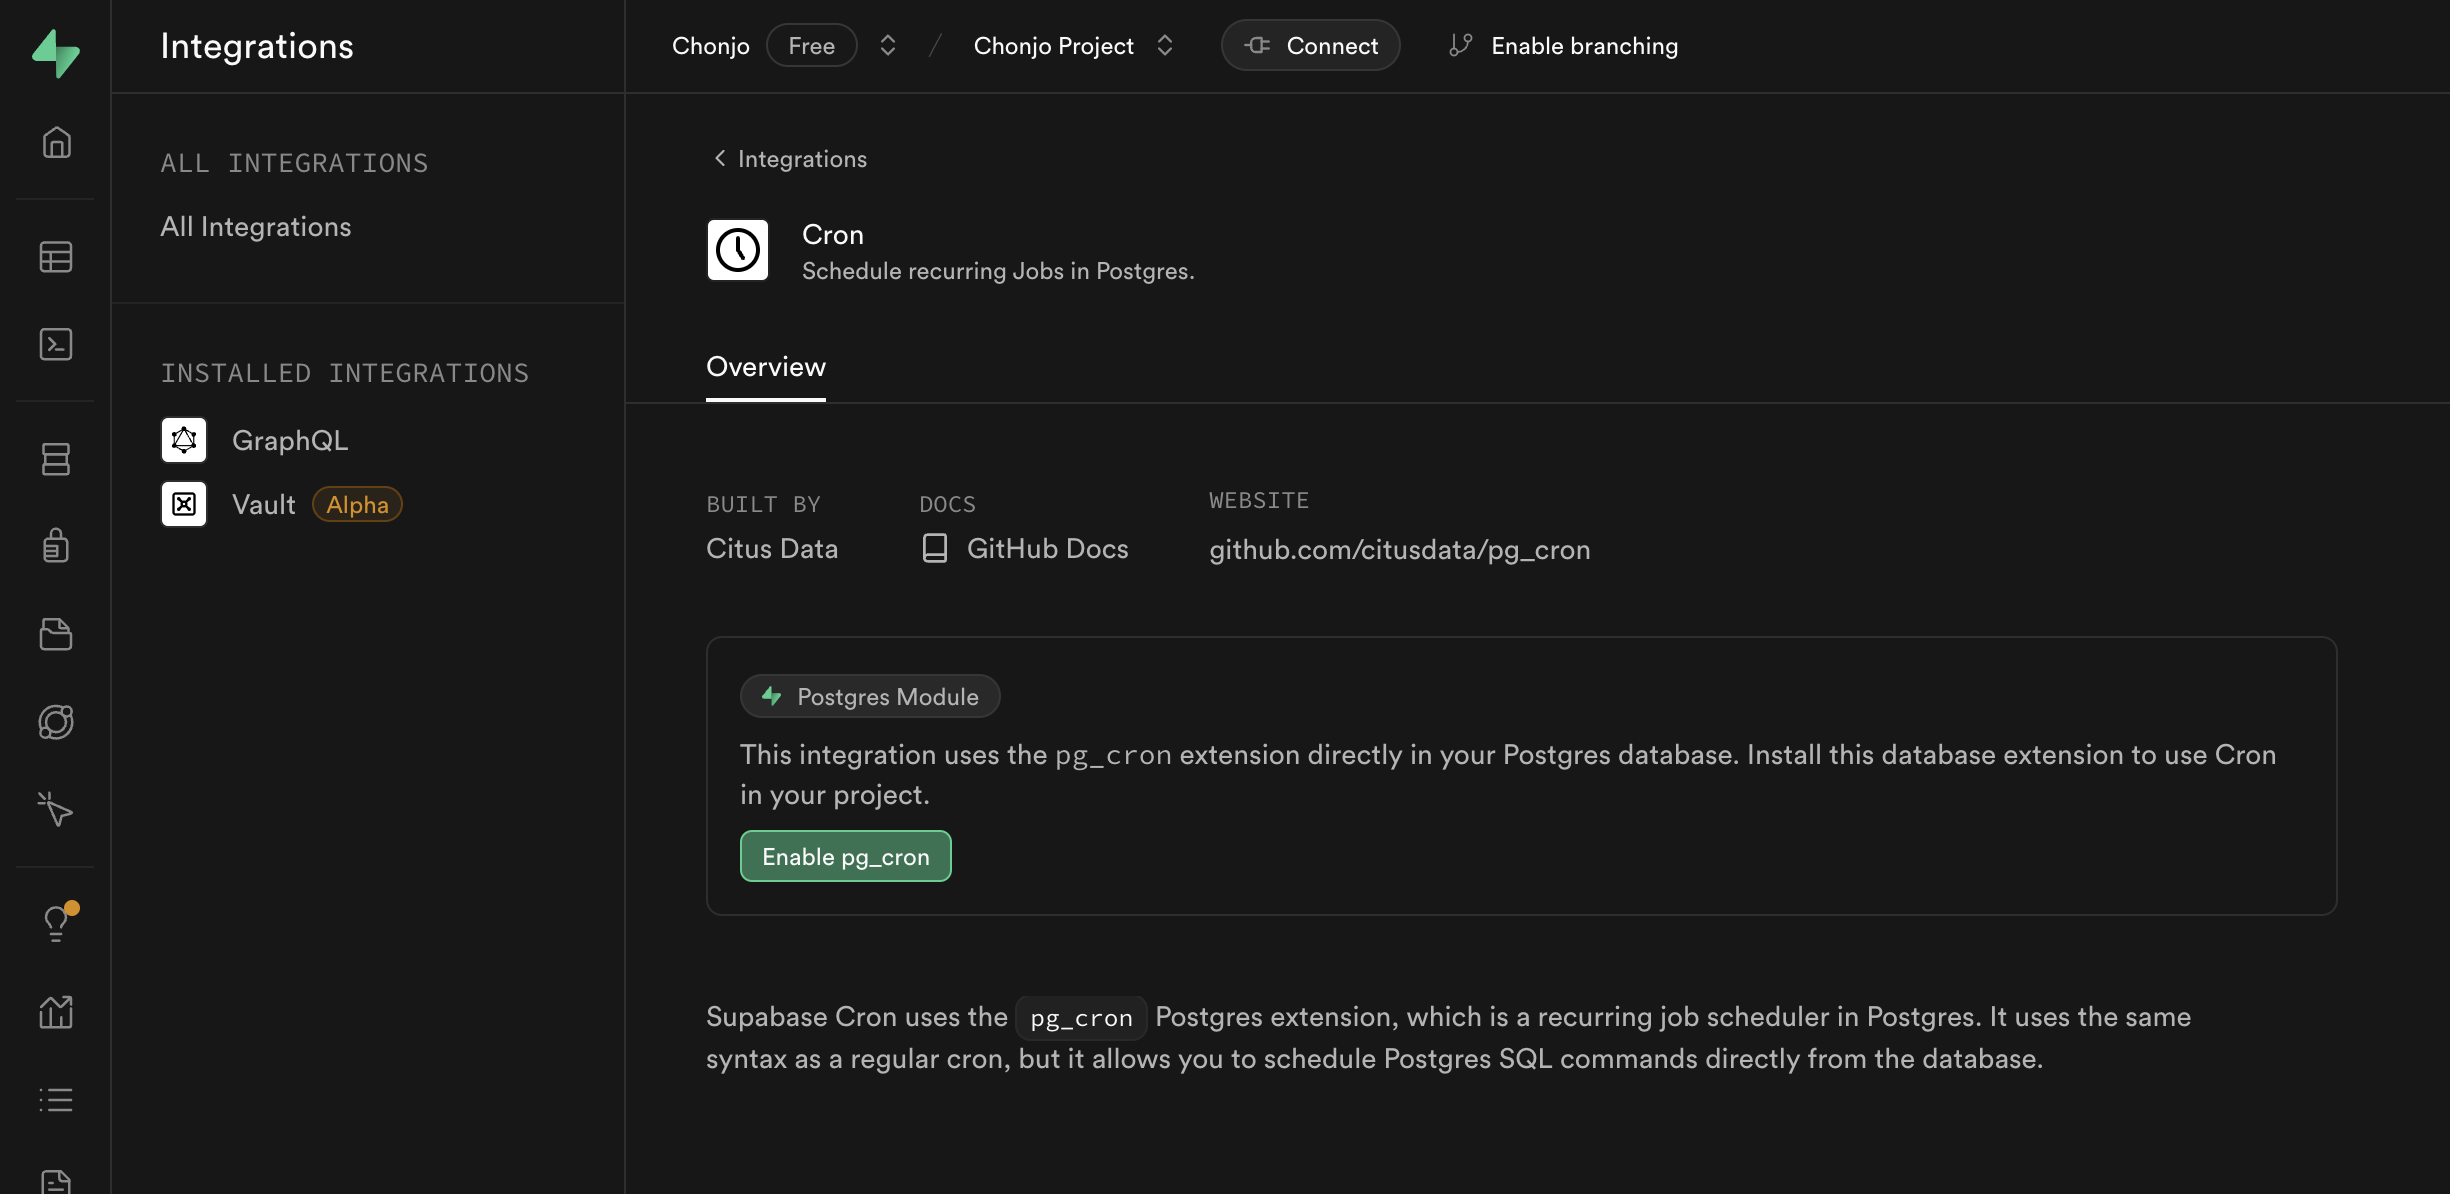 Integrations
Chonjo Free / Chonjo Project Connect Enable branching
ALL INTEGRATIONS
All Integrations
INSTALLED INTEGRATIONS
GraphQL
Vault Alpha
Integrations
Cron
Schedule recurring Jobs in Postgres.
Overview
BUILT BY
Citus Data
DOCS
GitHub Docs
WEBSITE
github.com/citusdata/pg_cron
Postgres Module
This integration uses the pg_cron extension directly in your Postgres database. Install this database extension to use Cron
in your project.
Enable pg_cron
Supabase Cron uses the pg_cron Postgres extension, which is a recurring job scheduler in Postgres. It uses the same
syntax as a regular cron, but it allows you to schedule Postgres SQL commands directly from the database.